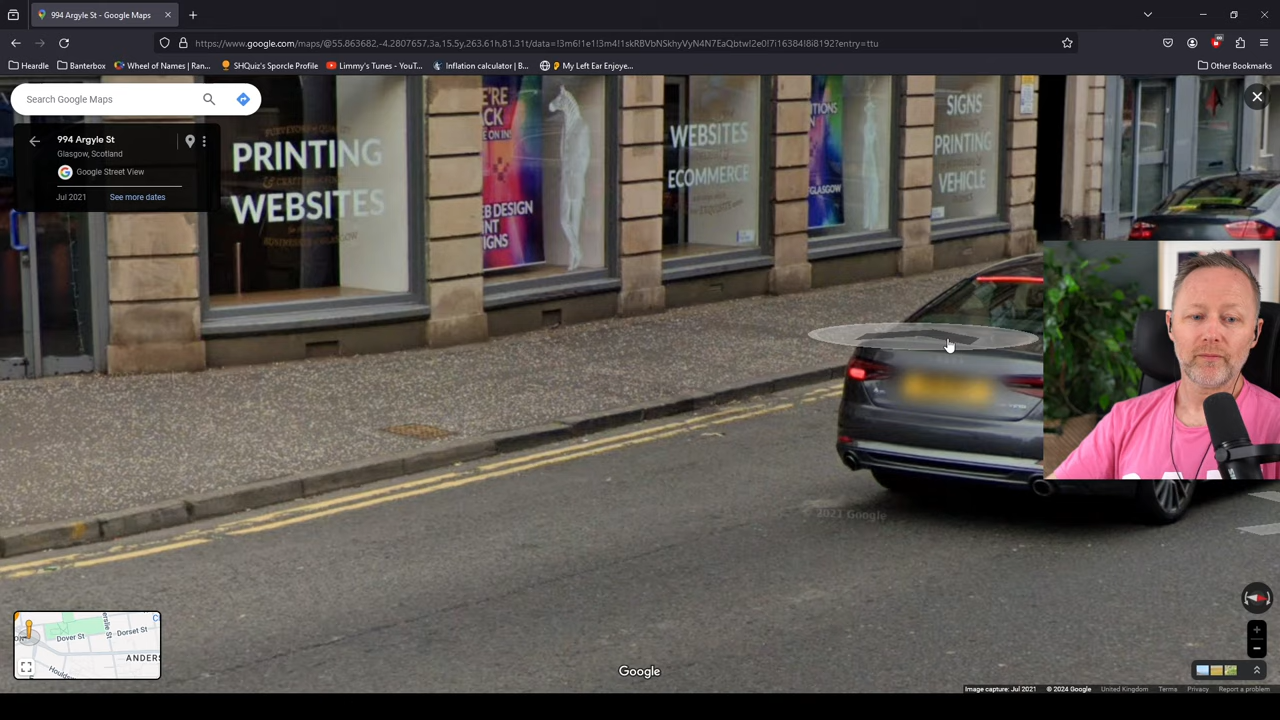 994 Argyle St - Google Maps
https://www.google.com/maps/@55.863682,-4.2807657,3a,15.5y,263.61h,81.31t/data=!3m6!1e1!3m4!1skRBVbNSkhyVyN4N7EaQbtw!2e0!7i16384!8i8192?entry=ttu
Heardle
Banterbox
Wheel of Names | Ran...
SHQuiz's Sporcle Profile
Limmy's Tunes - YouT...
Inflation calculator | B...
My Left Ear Enjoye...
Other Bookmarks
Search Google Maps
994 Argyle St
Glasgow, Scotland
Google Street View
Jul 2021
See more dates
PRINTING
WEBSITES
WEB DESIGN
WEBSITES
ECOMMERCE
GLASGOW
SIGNS
PRINTING
VEHICLE
© 2021 Google
Dover St
Dorset St
Google
Image capture: Jul 2021
© 2024 Google
United Kingdom
Terms
Privacy
Report a problem